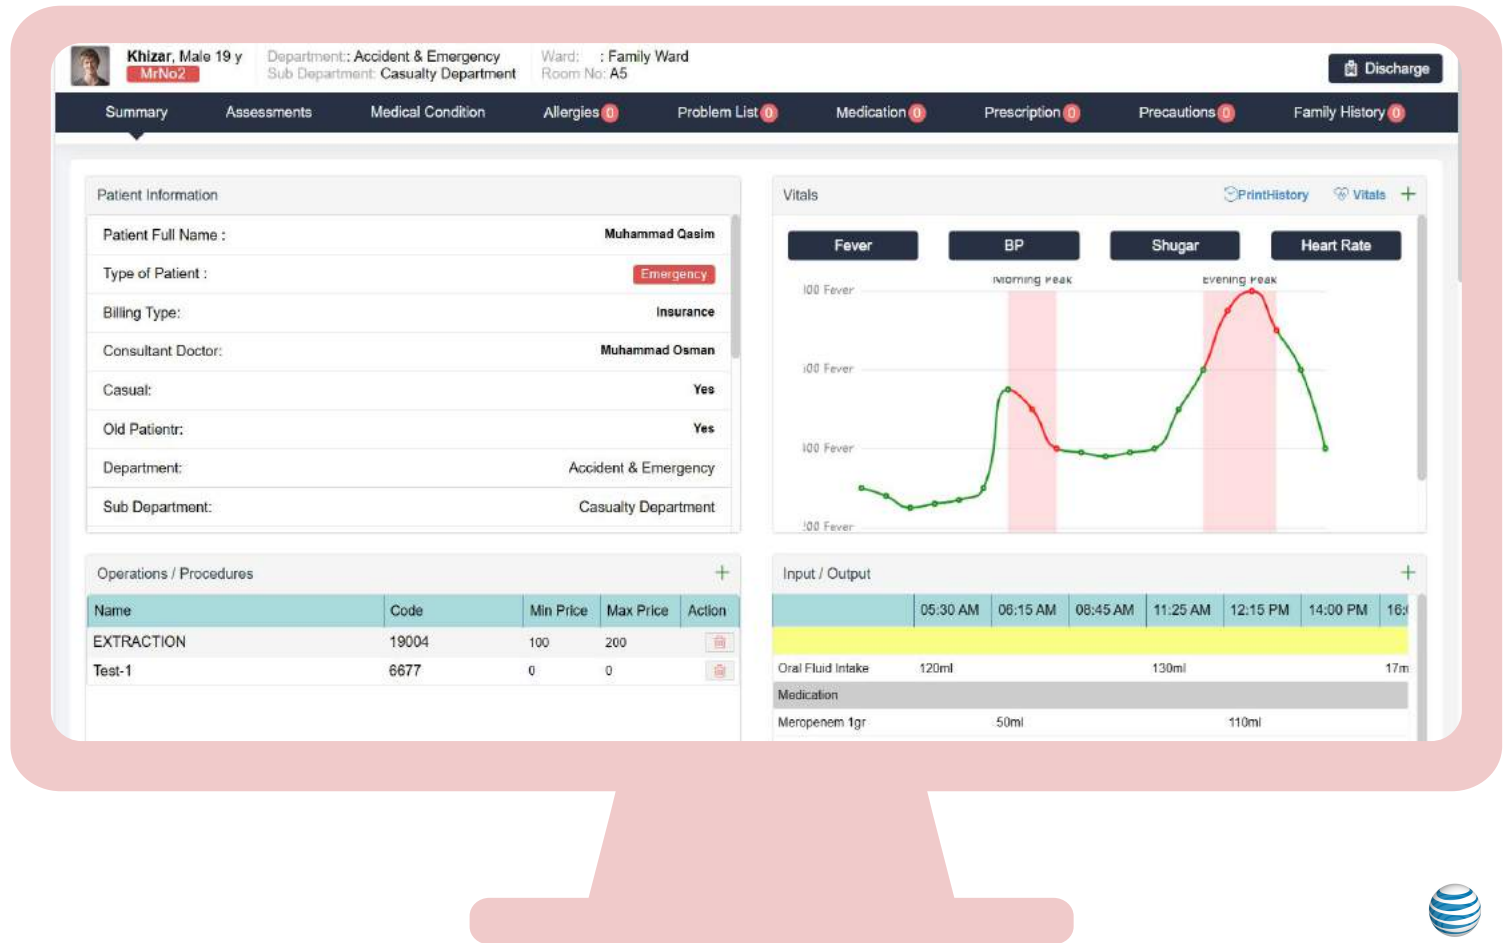 Khizar, Male 19 y
MrNo2
Department:: Accident & Emergency
Sub Department: Casualty Department
Ward: : Family Ward
Room No: A5
Discharge
Summary Assessments Medical Condition Allergies 0 Problem List 0 Medication 0 Prescription 0 Precautions 0 Family History 0
Patient Information
Patient Full Name : Muhammad Qasim
Type of Patient : Emergency
Billing Type: Insurance
Consultant Doctor: Muhammad Osman
Casual: Yes
Old Patientr: Yes
Department: Accident & Emergency
Sub Department: Casualty Department
Vitals PrintHistory Vitals +
Fever BP Shugar Heart Rate
Morning Peak Evening Peak
Fever
Fever
Fever
Fever
Operations / Procedures +
Name Code Min Price Max Price Action
EXTRACTION 19004 100 200
Test-1 6677 0 0
Input / Output +
05:30 AM 06:15 AM 08:45 AM 11:25 AM 12:15 PM 14:00 PM
Oral Fluid Intake 120ml 130ml
Medication
Meropenem 1gr 50ml 110ml